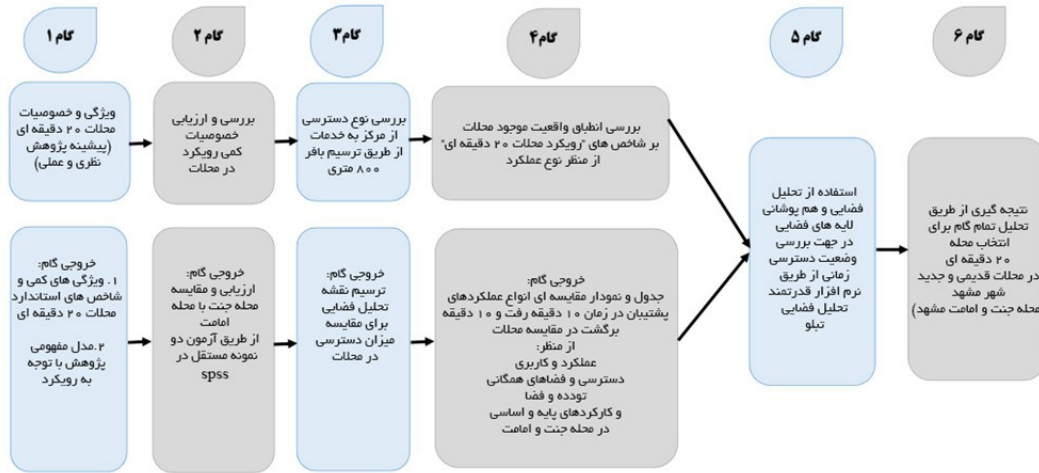 گام ۱
گام ۲
گام۳
گام۴
گام ۵
گام ۶
ویژگی و خصوصیات
محلات ۲۰ دقیقه ای
(پیشینه پژوهش
نظری و عملی)
بررسی و ارزیابی
خصوصیات
کمی رویکرد
در محلات
بررسی نوع دسترسی
از مرکز به خدمات
از طریق ترسیم بافر
۸۰۰ متری
بررسی انطباق واقعیت موجود محلات
بر شاخص های "رویکرد محلات ۲۰ دقیقه ای"
از منظر نوع عملکرد
خروجی گام:
۱. ویژگی های کمی و
شاخص های استاندارد
محلات ۲۰ دقیقه ای
۲.مدل مفهومی
پژوهش با توجه
به رویکرد
خروجی گام:
ارزیابی و مقایسه
محله جنت با محله
امامت
از طریق آزمون دو
نمونه مستقل در
spss
خروجی گام:
ترسیم نقشه
تحلیل فضایی
برای مقایسه
میزان دسترسی
در محلات
خروجی گام:
جدول و نمودار مقایسه ای انواع عملکردهای
پشتیبان در زمان ۱۰ دقیقه رفت و ۱۰ دقیقه
برگشت در مقایسه محلات
از منظر:
عملکرد و کاربری
دسترسی و فضاهای همگانی
تودده و فضا
و کارکردهای پایه و اساسی
در محله جنت و امامت
استفاده از تحلیل
فضایی و هم پوشانی
لایه های فضایی
در جهت بررسی
وضعیت دسترسی
زمانی از طریق
نرم افزار قدرتمند
تحلیل فضایی
تبلو
نتیجه گیری از طریق
تحلیل تمام گام برای
انتخاب محله
۲۰ دقیقه ای
در محلات قدیمی و جدید
شهر مشهد
(محله جنت و امامت مشهد)